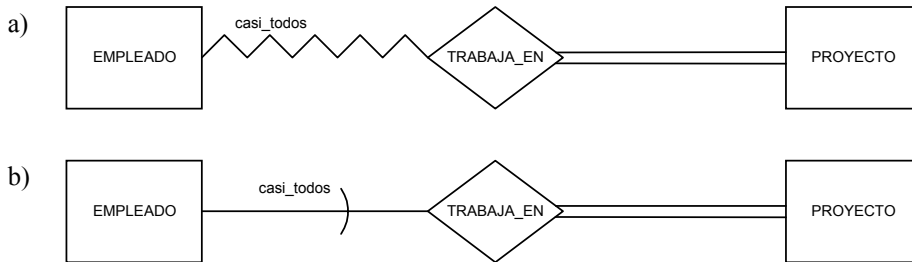 a)
casi_todos
EMPLEADO
TRABAJA_EN
PROYECTO
b)
casi_todos
EMPLEADO
TRABAJA_EN
PROYECTO